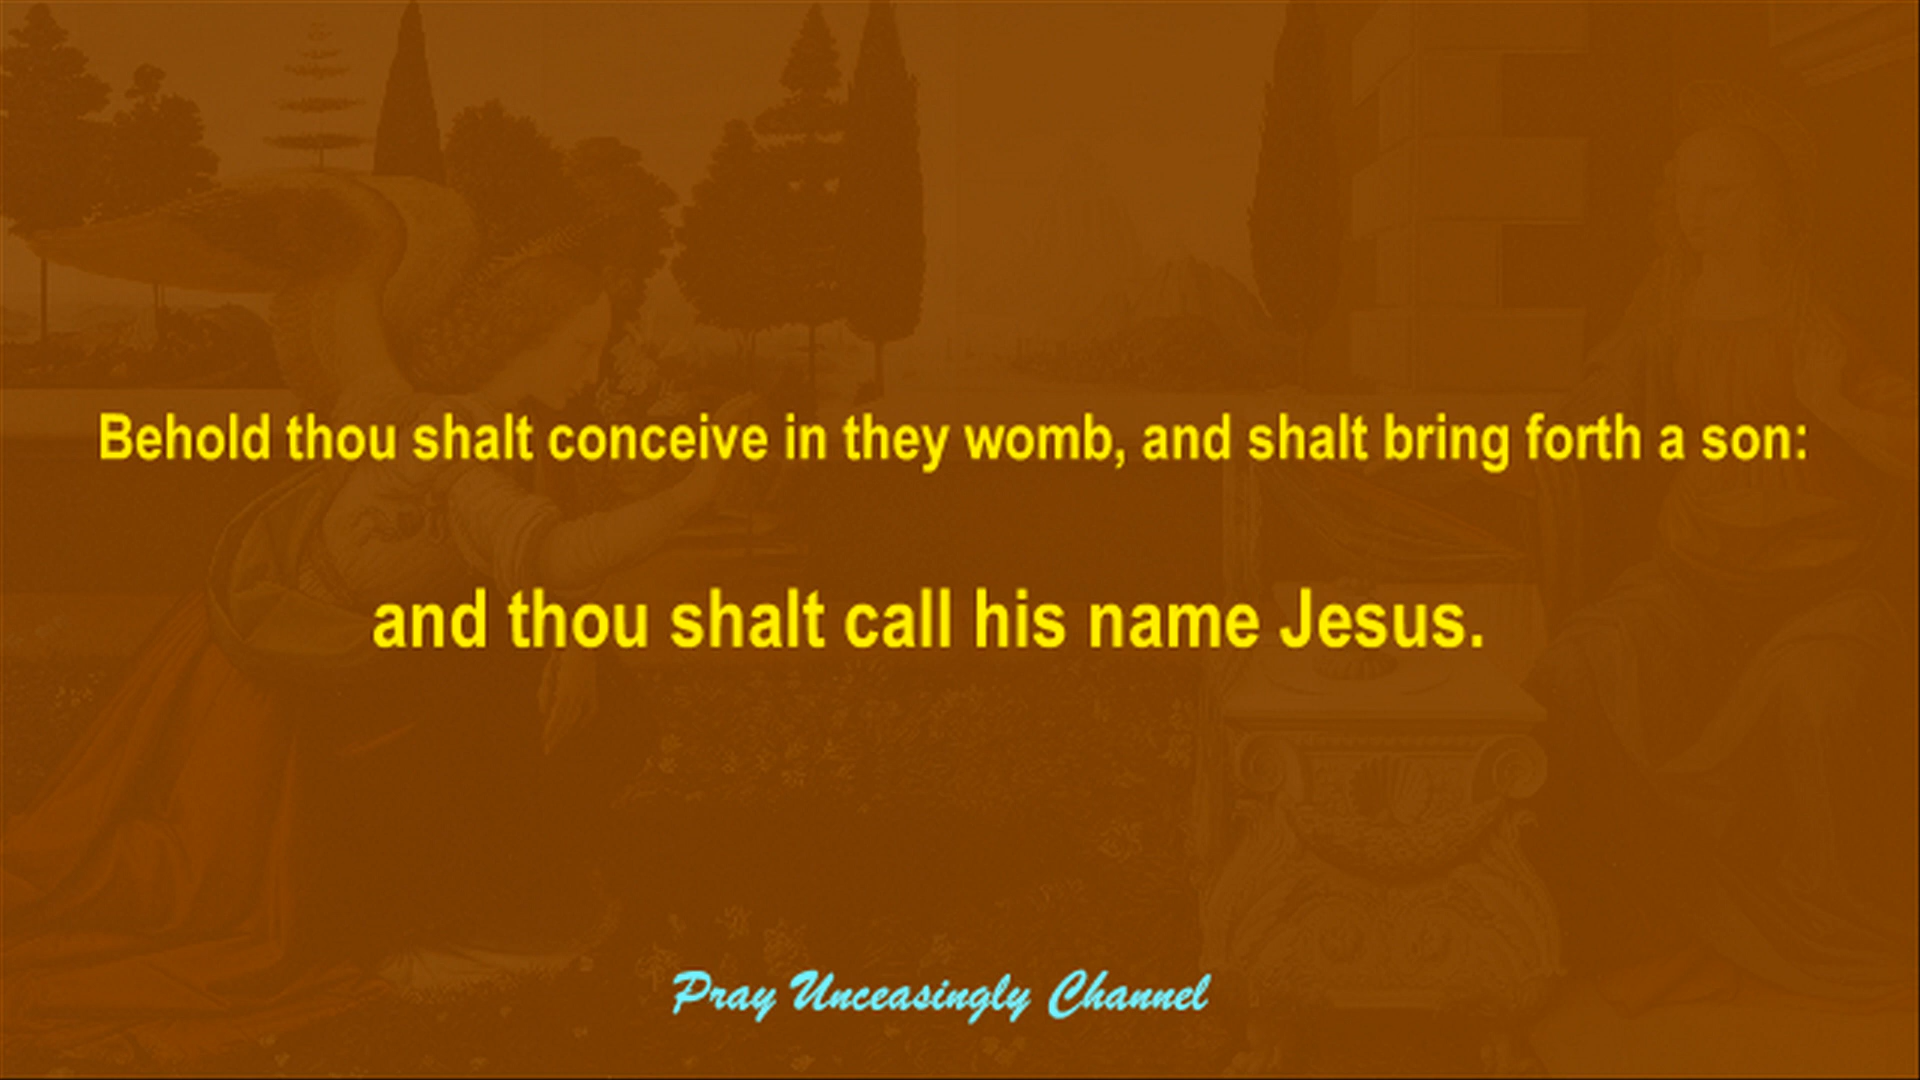 Behold thou shalt conceive in they womb, and shalt bring forth a son:
and thou shalt call his name Jesus.
Pray Unceasingly Channel